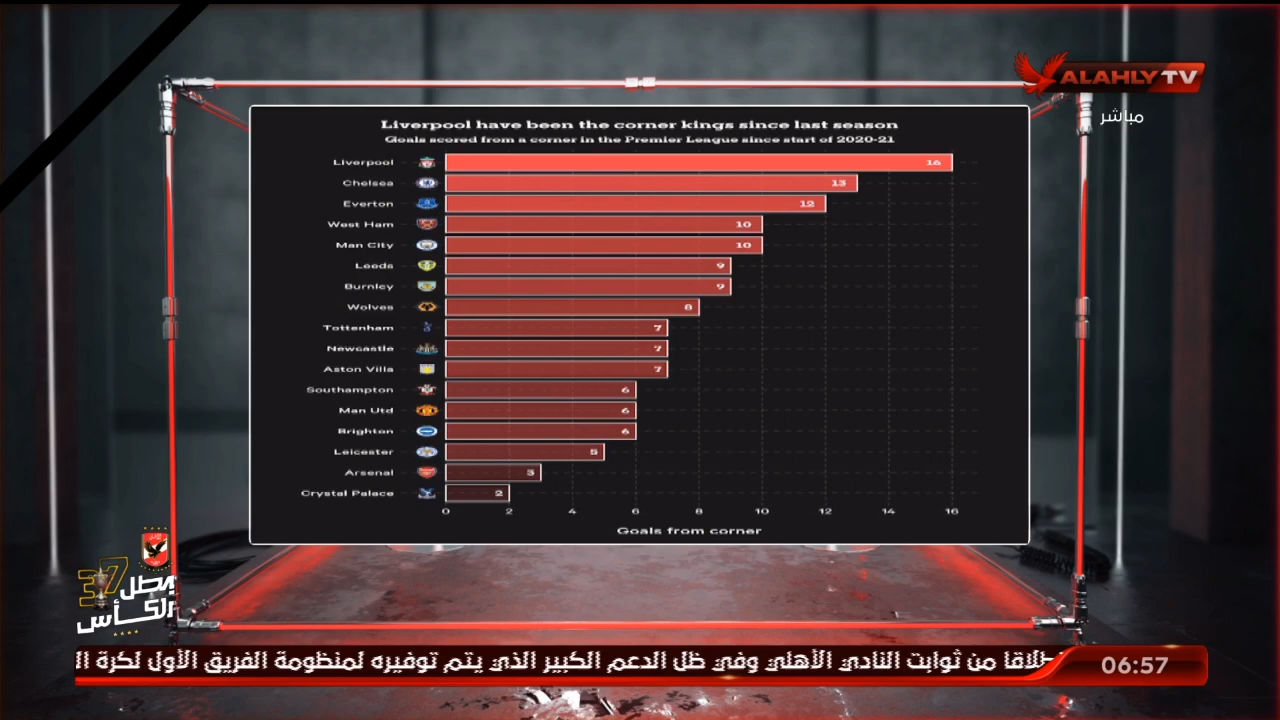 ALAHLY TV
مباشر
Liverpool have been the corner kings since last season
Goals scored from a corner in the Premier League since start of 2020-21
Liverpool 16
Chelsea 13
Everton 12
West Ham 10
Man City 10
Leeds 9
Burnley 9
Wolves 8
Tottenham 7
Newcastle 7
Aston Villa 7
Southampton 6
Man Utd 6
Brighton 6
Leicester 5
Arsenal 3
Crystal Palace 2
0 2 4 6 8 10 12 14 16
Goals from corner
37
بطل
الكأس
من ثوابت النادي الأهلي وفي ظل الدعم الكبير الذي يتم توفيره لمنظومة الفريق الأول لكرة
06:57